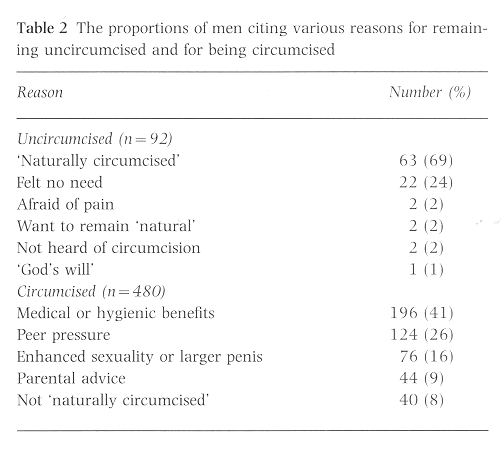 Table 2 The proportions of men citing various reasons for remain-
ing uncircumcised and for being circumcised
Reason Number (%)
Uncircumcised (n=92)
‘Naturally circumcised’ 63 (69)
Felt no need 22 (24)
Afraid of pain 2 (2)
Want to remain ‘natural’ 2 (2)
Not heard of circumcision 2 (2)
‘God's will’ 1 (1)
Circumcised (n=480)
Medical or hygienic benefits 196 (41)
Peer pressure 124 (26)
Enhanced sexuality or larger penis 76 (16)
Parental advice 44 (9)
Not ‘naturally circumcised’ 40 (8)